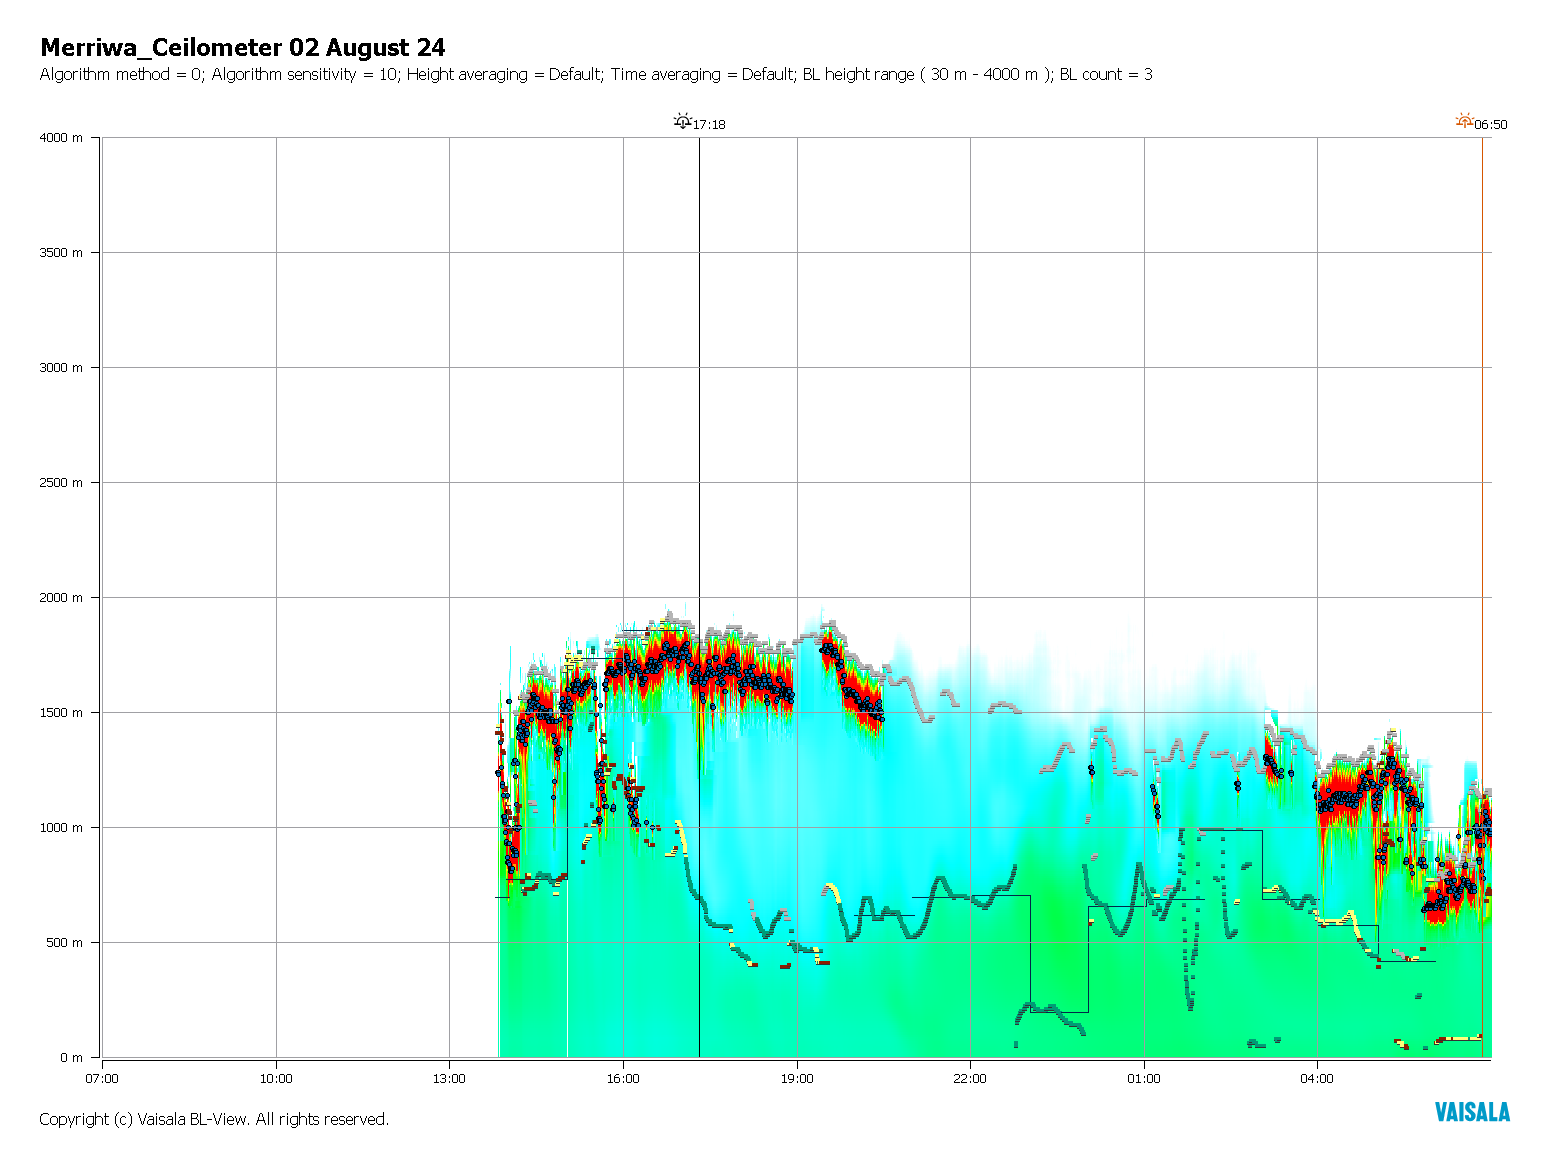 Merriwa_Ceilometer 02 August 24
Algorithm method = 0; Algorithm sensitivity = 10; Height averaging = Default; Time averaging = Default; BL height range ( 30 m - 4000 m ); BL count = 3
17:18
06:50
4000 m
3500 m
3000 m
2500 m
2000 m
1500 m
1000 m
500 m
0 m
07:00
10:00
13:00
16:00
19:00
22:00
01:00
04:00
Copyright (c) Vaisala BL-View. All rights reserved.
VAISALA